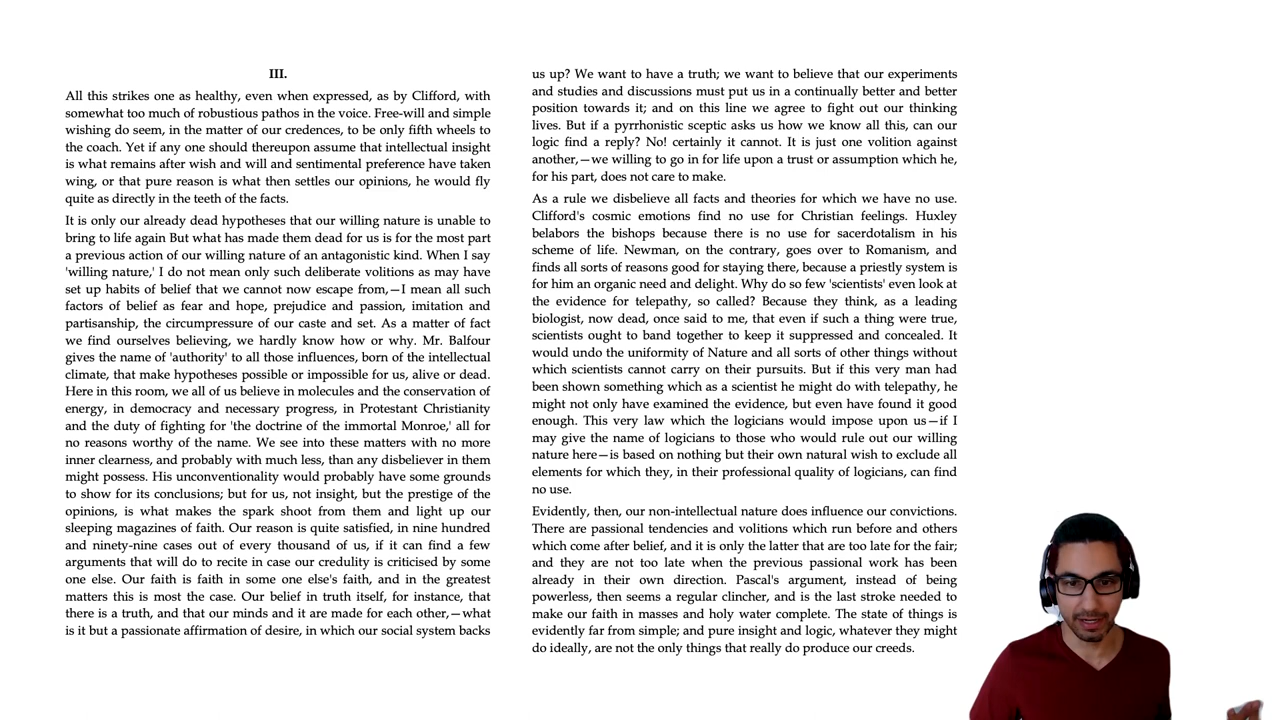 III.
All this strikes one as healthy, even when expressed, as by Clifford, with
somewhat too much of robustious pathos in the voice. Free-will and simple
wishing do seem, in the matter of our credences, to be only fifth wheels to
the coach. Yet if any one should thereupon assume that intellectual insight
is what remains after wish and will and sentimental preference have taken
wing, or that pure reason is what then settles our opinions, he would fly
quite as directly in the teeth of the facts.
It is only our already dead hypotheses that our willing nature is unable to
bring to life again But what has made them dead for us is for the most part
a previous action of our willing nature of an antagonistic kind. When I say
'willing nature,' I do not mean only such deliberate volitions as may have
set up habits of belief that we cannot now escape from,—I mean all such
factors of belief as fear and hope, prejudice and passion, imitation and
partisanship, the circumpressure of our caste and set. As a matter of fact
we find ourselves believing, we hardly know how or why. Mr. Balfour
gives the name of 'authority' to all those influences, born of the intellectual
climate, that make hypotheses possible or impossible for us, alive or dead.
Here in this room, we all of us believe in molecules and the conservation of
energy, in democracy and necessary progress, in Protestant Christianity
and the duty of fighting for 'the doctrine of the immortal Monroe,' all for
no reasons worthy of the name. We see into these matters with no more
inner clearness, and probably with much less, than any disbeliever in them
might possess. His unconventionality would probably have some grounds
to show for its conclusions; but for us, not insight, but the prestige of the
opinions, is what makes the spark shoot from them and light up our
sleeping magazines of faith. Our reason is quite satisfied, in nine hundred
and ninety-nine cases out of every thousand of us, if it can find a few
arguments that will do to recite in case our credulity is criticised by some
one else. Our faith is faith in some one else's faith, and in the greatest
matters this is most the case. Our belief in truth itself, for instance, that
there is a truth, and that our minds and it are made for each other,—what
is it but a passionate affirmation of desire, in which our social system backs
us up? We want to have a truth; we want to believe that our experiments
and studies and discussions must put us in a continually better and better
position towards it; and on this line we agree to fight out our thinking
lives. But if a pyrrhonistic sceptic asks us how we know all this, can our
logic find a reply? No! certainly it cannot. It is just one volition against
another,—we willing to go in for life upon a trust or assumption which he,
for his part, does not care to make.
As a rule we disbelieve all facts and theories for which we have no use.
Clifford's cosmic emotions find no use for Christian feelings. Huxley
belabors the bishops because there is no use for sacerdotalism in his
scheme of life. Newman, on the contrary, goes over to Romanism, and
finds all sorts of reasons good for staying there, because a priestly system is
for him an organic need and delight. Why do so few 'scientists' even look at
the evidence for telepathy, so called? Because they think, as a leading
biologist, now dead, once said to me, that even if such a thing were true,
scientists ought to band together to keep it suppressed and concealed. It
would undo the uniformity of Nature and all sorts of other things without
which scientists cannot carry on their pursuits. But if this very man had
been shown something which as a scientist he might do with telepathy, he
might not only have examined the evidence, but even have found it good
enough. This very law which the logicians would impose upon us—if I
may give the name of logicians to those who would rule out our willing
nature here—is based on nothing but their own natural wish to exclude all
elements for which they, in their professional quality of logicians, can find
no use.
Evidently, then, our non-intellectual nature does influence our convictions.
There are passional tendencies and volitions which run before and others
which come after belief, and it is only the latter that are too late for the fair;
and they are not too late when the previous passional work has been
already in their own direction. Pascal's argument, instead of being
powerless, then seems a regular clincher, and is the last stroke needed to
make our faith in masses and holy water complete. The state of things is
evidently far from simple; and pure insight and logic, whatever they might
do ideally, are not the only things that really do produce our creeds.